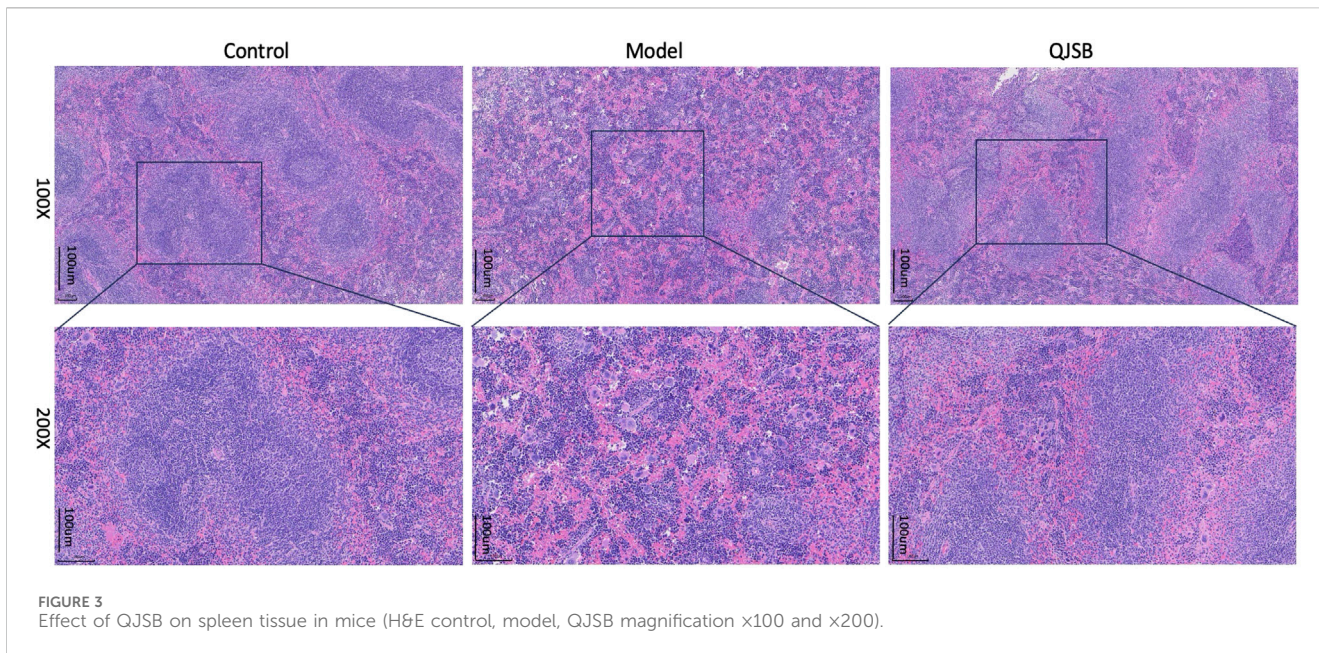 Control Model QJSB
100X
100um 100um 100um
200X
100um 100um 100um
FIGURE 3
Effect of QJSB on spleen tissue in mice (H&E control, model, QJSB magnification ×100 and ×200).